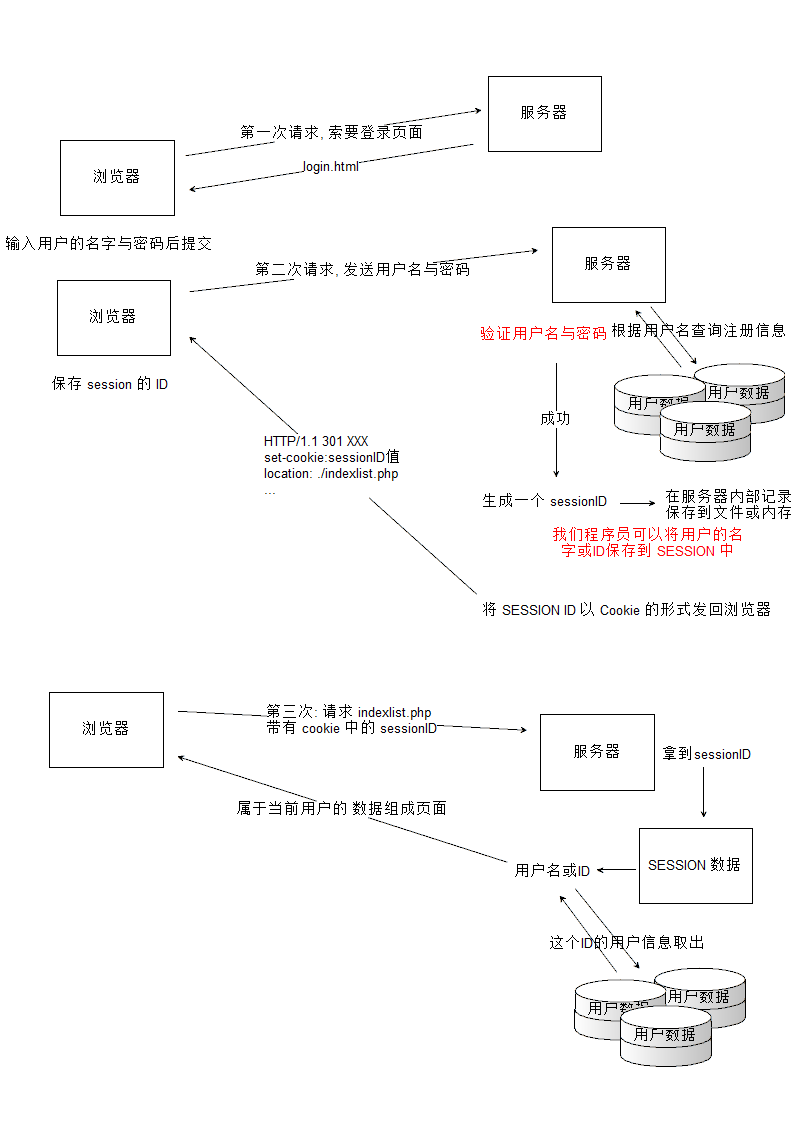 服务器
第一次请求, 索要登录页面
浏览器
login.html
输入用户的名字与密码后提交
第二次请求, 发送用户名与密码
服务器
浏览器
验证用户名与密码
根据用户名查询注册信息
保存 session 的 ID
用户数据
用户数据
用户数据
成功
HTTP/1.1 301 XXX
set-cookie:sessionID值
location: ./indexlist.php
...
生成一个 sessionID
在服务器内部记录
保存到文件或内存
我们程序员可以将用户的名
字或ID保存到 SESSION 中
将 SESSION ID 以 Cookie 的形式发回浏览器
浏览器
第三次: 请求 indexlist.php
带有 cookie 中的 sessionID
服务器
拿到sessionID
属于当前用户的 数据组成页面
SESSION 数据
用户名或ID
这个ID的用户信息取出
用户数据
用户数据
用户数据